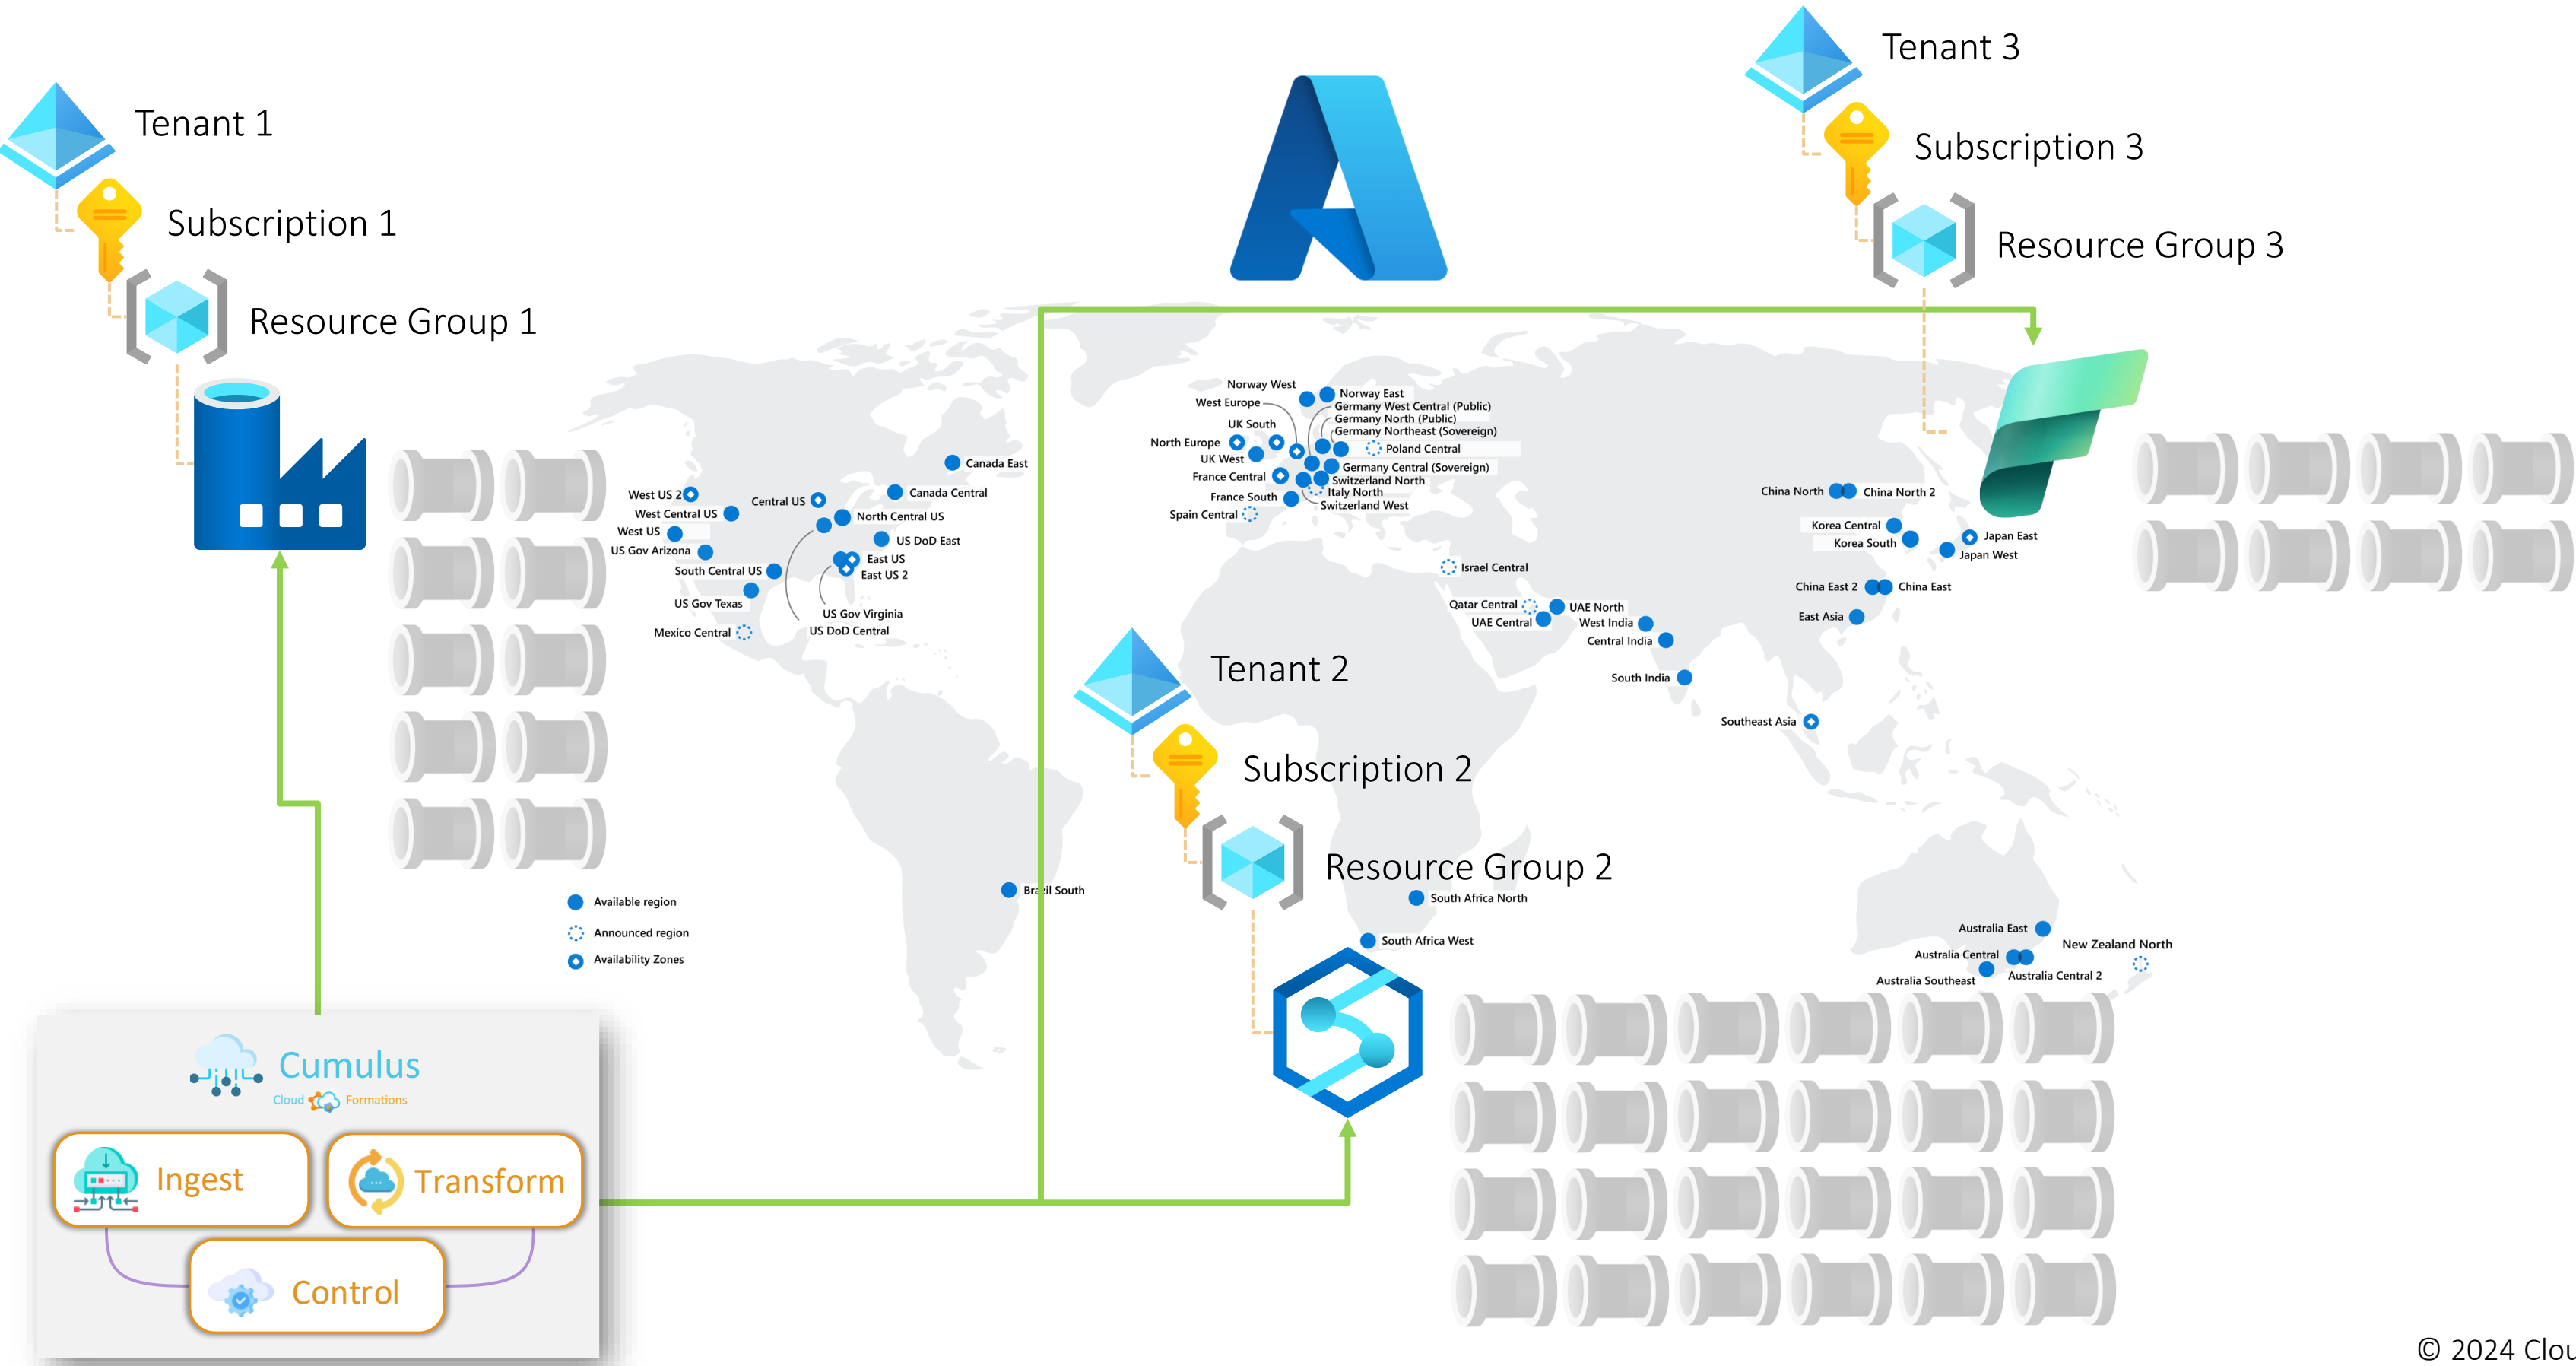 Tenant 1
Subscription 1
Resource Group 1
Tenant 3
Subscription 3
Resource Group 3
Norway West
Norway East
West Europe
Germany West Central (Public)
Germany North (Public)
UK South
Germany Northeast (Sovereign)
North Europe
Poland Central
UK West
Germany Central (Sovereign)
France Central
Switzerland North
Italy North
France South
Switzerland West
Spain Central
Canada East
Canada Central
West US 2
Central US
West Central US
North Central US
West US
US DoD East
US Gov Arizona
East US
South Central US
East US 2
US Gov Texas
US Gov Virginia
Mexico Central
US DoD Central
China North
China North 2
Korea Central
Korea South
Japan East
Japan West
Israel Central
China East 2
China East
Qatar Central
UAE North
UAE Central
West India
East Asia
Central India
South India
Southeast Asia
Tenant 2
Subscription 2
Resource Group 2
Brazil South
South Africa North
South Africa West
Available region
Announced region
Availability Zones
Australia East
New Zealand North
Australia Central
Australia Central 2
Australia Southeast
Cumulus
Cloud Formations
Ingest
Transform
Control
© 2024 Clou